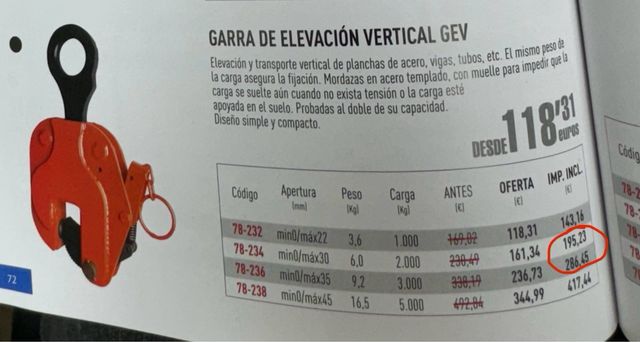 GARRA DE ELEVACIÓN VERTICAL GEV
Elevación y transporte vertical de planchas de acero, vigas, tubos, etc. El mismo peso de
la carga asegura la fijación. Mordazas en acero templado, con muelle para impedir que la
carga se suelte aún cuando no exista tensión o la carga esté
apoyada en el suelo. Probadas al doble de su capacidad.
Diseño simple y compacto.
DESDE 118'31 euros
Código Apertura (mm) Peso (Kg) Carga (Kg) ANTES (€) OFERTA (€) IMP. INCL. (€)
78-232 min0/máx22 3,6 1.000 169,02 118,31 143,16
78-234 min0/máx30 6,0 2.000 230,49 161,34 195,23
78-236 min0/máx35 9,2 3.000 338,19 236,73 286,45
78-238 min0/máx45 16,5 5.000 492,84 344,99 417,44
72
Códig
78-
78-
78-